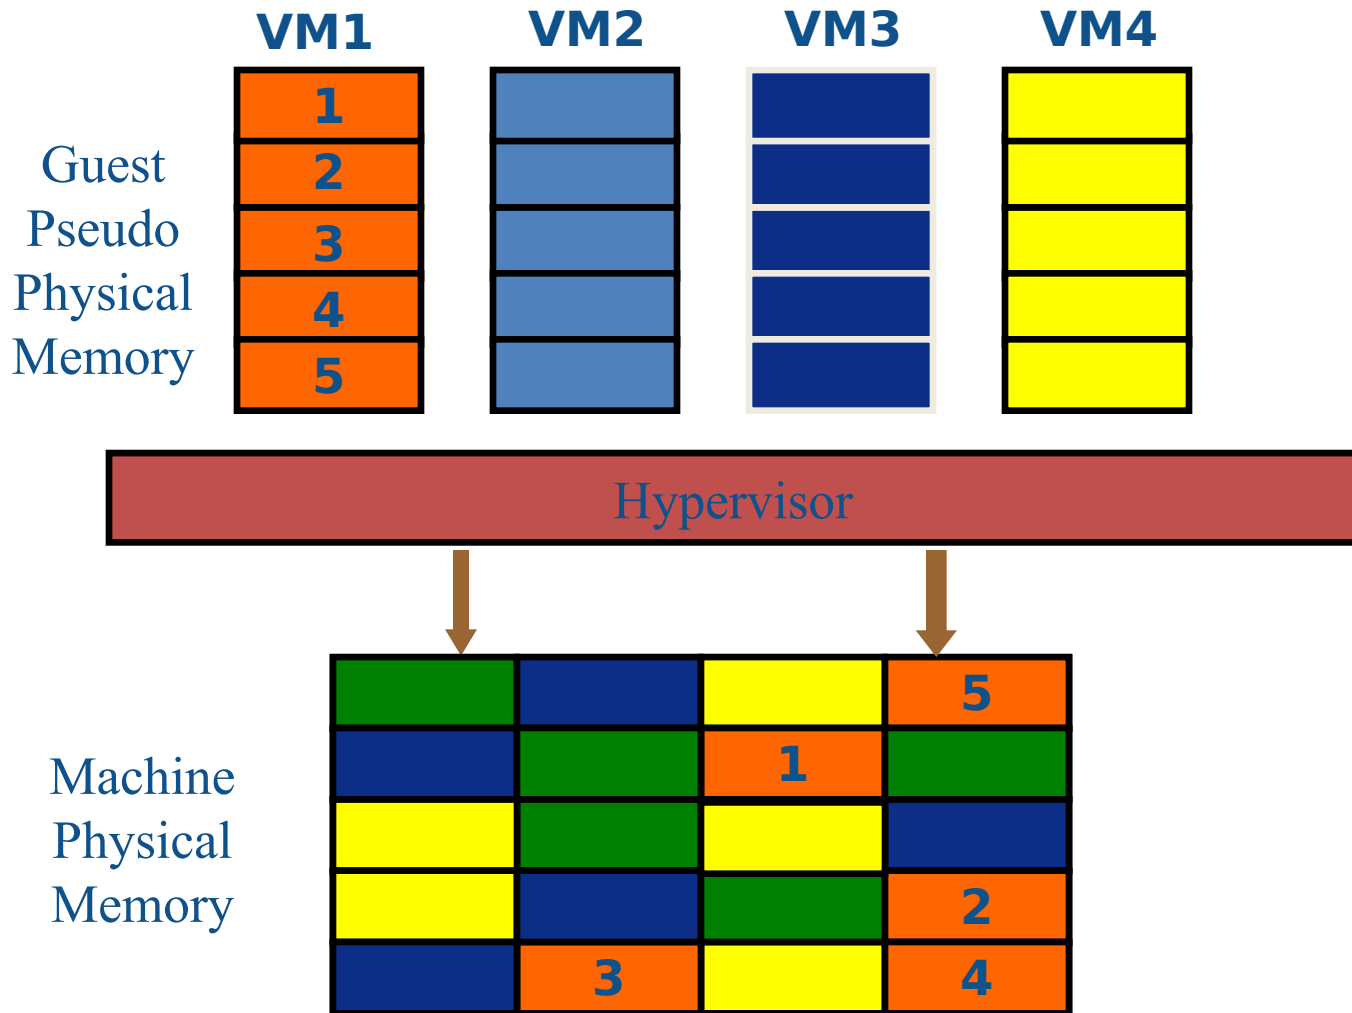 VM1 VM2 VM3 VM4
1
Guest
2
Pseudo
3
Physical
4
Memory
5
Hypervisor
5
Machine
1
Physical
Memory
2
3 4